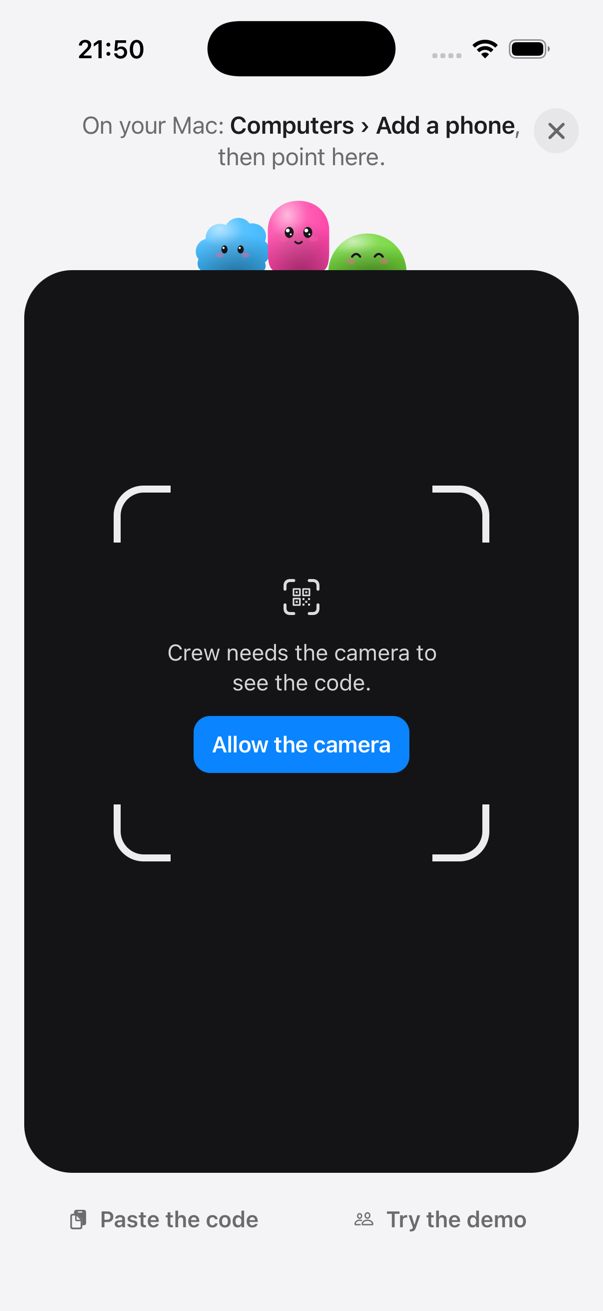 21:50
On your Mac: Computers › Add a phone,
then point here.
Crew needs the camera to
see the code.
Allow the camera
Paste the code
Try the demo